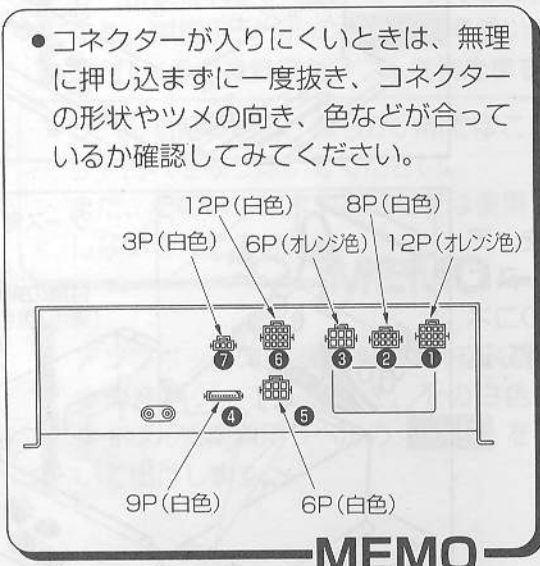 ●コネクターが入りにくいときは、無理
に押し込まずに一度抜き、コネクター
の形状やツメの向き、色などが合って
いるか確認してみてください。
12P(白色) 8P(白色)
3P(白色) 6P(オレンジ色) 12P(オレンジ色)
❼ ❻ ❸ ❷ ❶
❹ ❺
9P(白色) 6P(白色)
MEMO